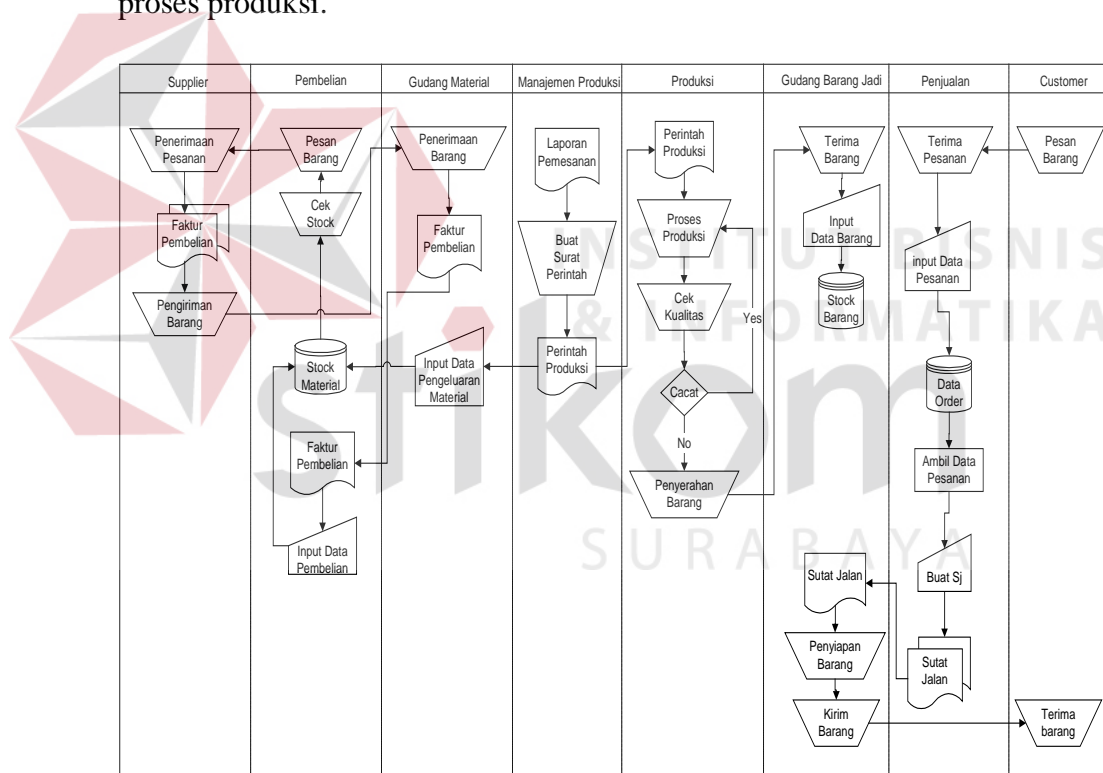 proses produksi.
Supplier
Pembelian
Gudang Material
Manajemen Produksi
Produksi
Gudang Barang Jadi
Penjualan
Customer
Penerimaan
Pesanan
Pesan
Barang
Penerimaan
Barang
Laporan
Pemesanan
Perintah
Produksi
Terima
Barang
Terima
Pesanan
Pesan
Barang
Cek
Stock
Faktur
Pembelian
Faktur
Pembelian
Buat
Surat
Perintah
Proses
Produksi
Input
Data Barang
input Data
Pesanan
Pengiriman
Barang
Cek
Kualitas
Yes
Stock
Barang
Stock
Material
Input Data
Pengeluaran
Material
Perintah
Produksi
Cacat
Data
Order
No
Faktur
Pembelian
Ambil Data
Pesanan
Penyerahan
Barang
Input Data
Pembelian
Sutat Jalan
Buat Sj
Penyiapan
Barang
Sutat
Jalan
Kirim
Barang
Terima
barang
INSTITUT BISNIS
& INFORMATIKA
stikom
SURABAYA